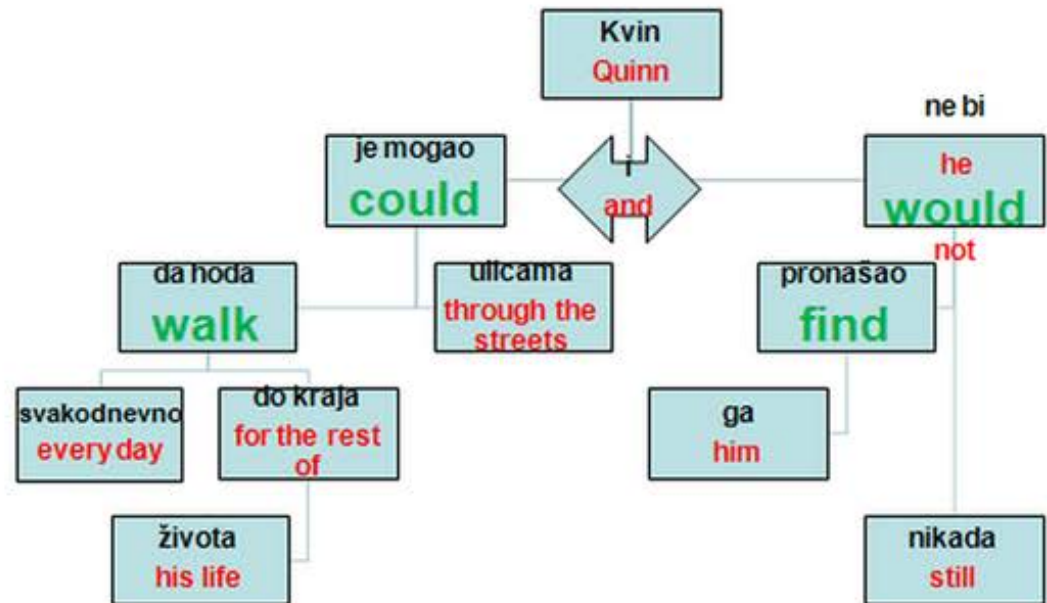 Kvin
Quinn
i
and
je mogao
could
ne bi
he
would
not
da hoda
walk
ulicama
through the
streets
pronašao
find
svakodnevno
every day
do kraja
for the rest
of
ga
him
života
his life
nikada
still